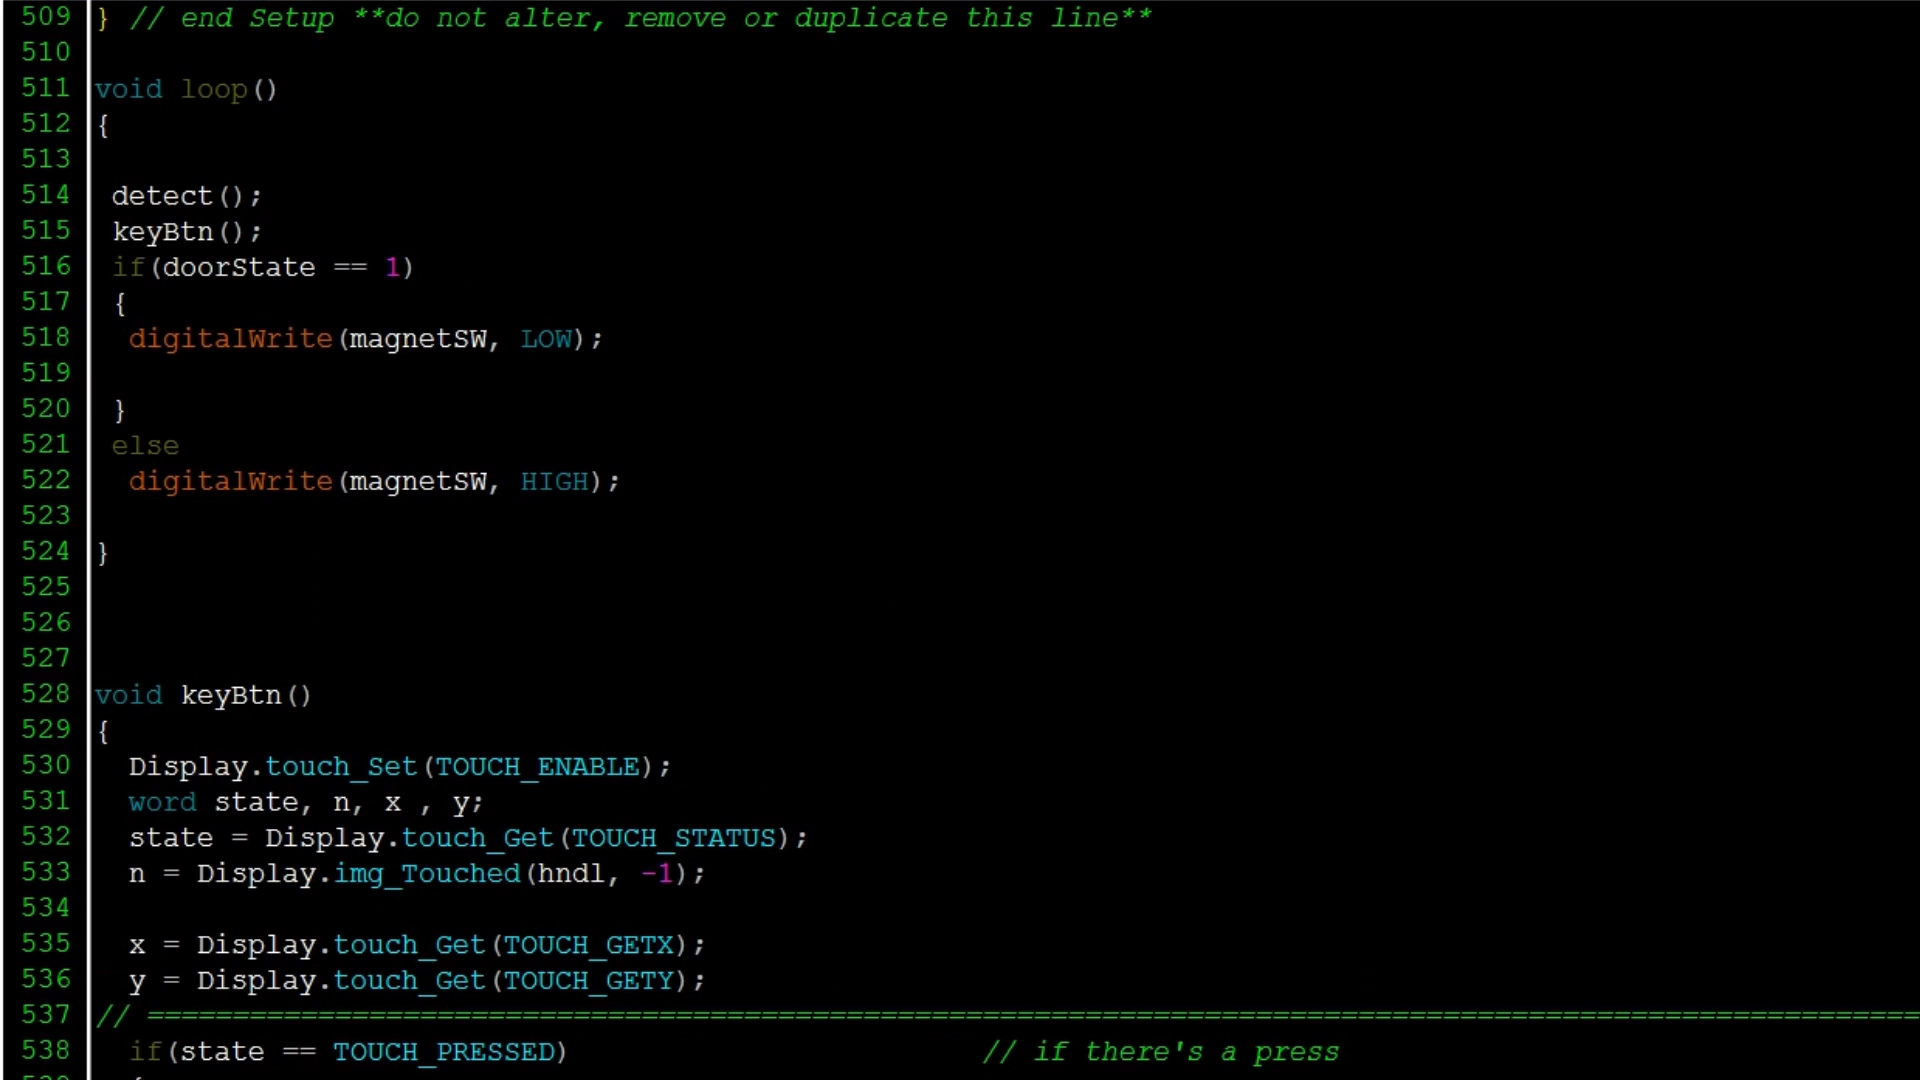 509 } // end Setup **do not alter, remove or duplicate this line**
510
511 void loop()
512 {
513
514 detect();
515 keyBtn();
516 if(doorState == 1)
517 {
518 digitalWrite(magnetSW, LOW);
519
520 }
521 else
522 digitalWrite(magnetSW, HIGH);
523
524 }
525
526
527
528 void keyBtn()
529 {
530 Display.touch_Set(TOUCH_ENABLE);
531 word state, n, x , y;
532 state = Display.touch_Get(TOUCH_STATUS);
533 n = Display.img_Touched(hndl, -1);
534
535 x = Display.touch_Get(TOUCH_GETX);
536 y = Display.touch_Get(TOUCH_GETY);
537 // ========================================================================================================
538 if(state == TOUCH_PRESSED) // if there's a press